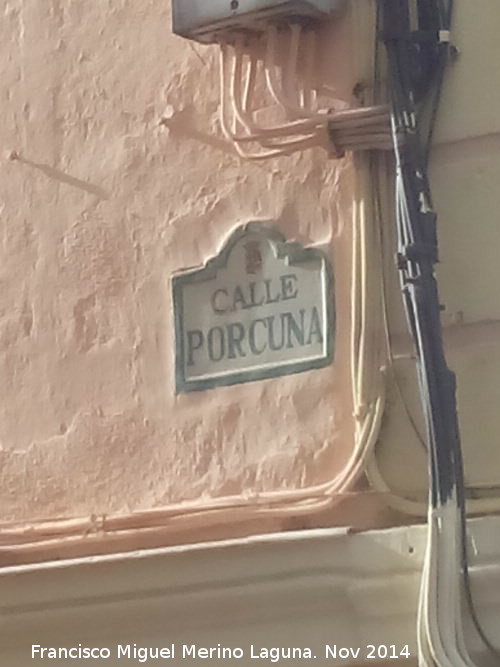 CALLE
PORCUNA
Francisco Miguel Merino Laguna. Nov 2014